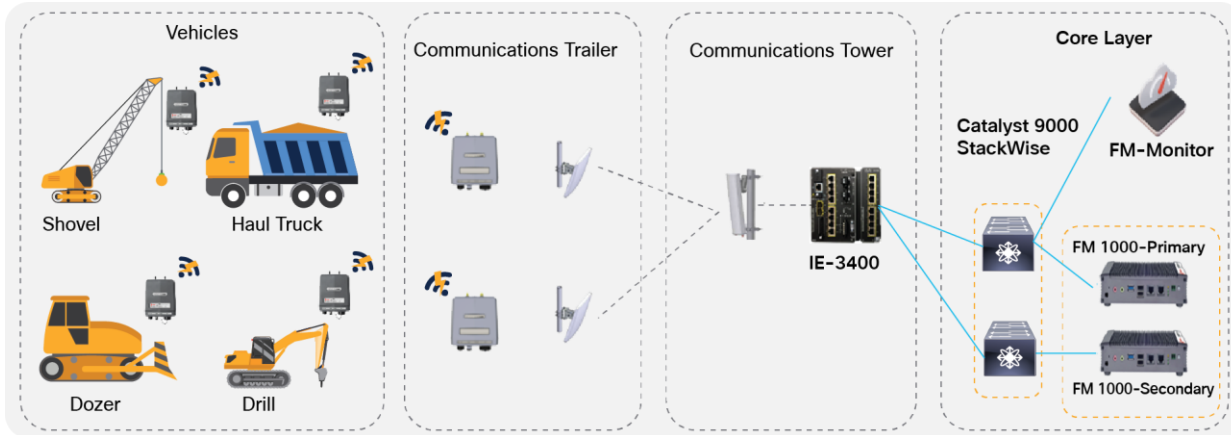 Vehicles
Shovel
Haul Truck
Dozer
Drill
Communications Trailer
Communications Tower
IE-3400
Core Layer
Catalyst 9000
StackWise
FM-Monitor
FM 1000-Primary
FM 1000-Secondary